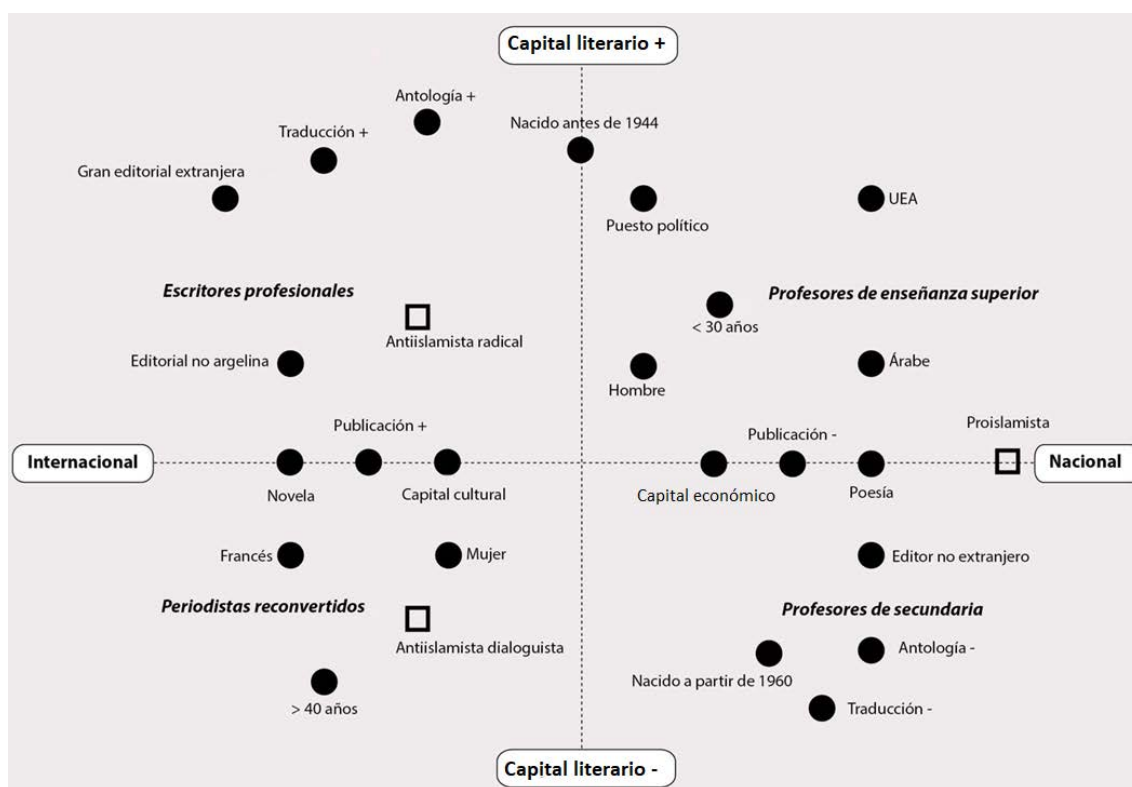 Capital literario +
Antología +
Nacido antes de 1944
Traducción +
Gran editorial extranjera
UEA
Puesto político
Escritores profesionales
Profesores de enseñanza superior
Antiislamista radical
< 30 años
Editorial no argelina
Árabe
Hombre
Publicación +
Proislamista
Publicación -
Internacional
Nacional
Novela
Capital cultural
Capital económico
Poesía
Francés
Mujer
Editor no extranjero
Periodistas reconvertidos
Profesores de secundaria
Antiislamista dialoguista
Antología -
Nacido a partir de 1960
> 40 años
Traducción -
Capital literario -